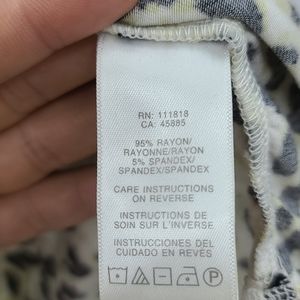 RN: 111818
CA: 45885
95% RAYON/
RAYONNE/RAYON
5% SPANDEX/
SPANDEX/SPANDEX
CARE INSTRUCTIONS
ON REVERSE
INSTRUCTIONS DE
SOIN SUR L'INVERSE
INSTRUCCIONES DEL
CUIDADO EN REVÉS
P